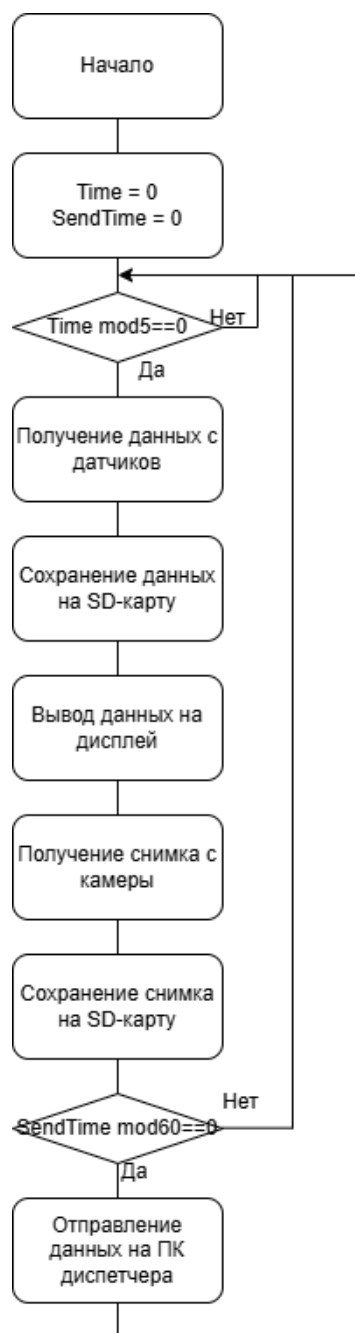 Начало
Time = 0
SendTime = 0
Time mod5==0
Нет
Да
Получение данных с
датчиков
Сохранение данных
на SD-карту
Вывод данных на
дисплей
Получение снимка с
камеры
Сохранение снимка
на SD-карту
Нет
SendTime mod60==0
Да
Отправление
данных на ПК
диспетчера